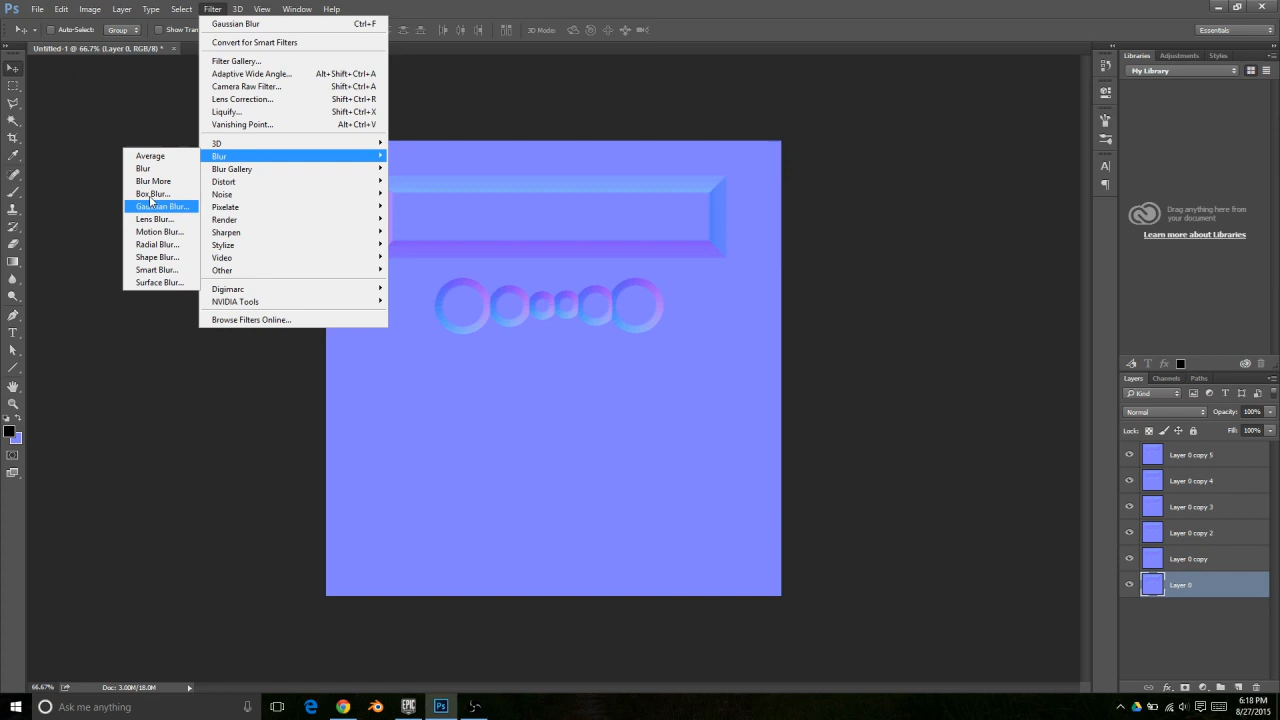 Ps File Edit Image Layer Type Select Filter 3D View Window Help
Auto-Select: Group Show Tran 3D Mode: Essentials
Untitled-1 @ 66.7% (Layer 0, RGB/8) * ×
Gaussian Blur Ctrl+F
Convert for Smart Filters
Filter Gallery...
Adaptive Wide Angle... Alt+Shift+Ctrl+A
Camera Raw Filter... Shift+Ctrl+A
Lens Correction... Shift+Ctrl+R
Liquify... Shift+Ctrl+X
Vanishing Point... Alt+Ctrl+V
3D
Blur
Blur Gallery
Distort
Noise
Pixelate
Render
Sharpen
Stylize
Video
Other
Digimarc
NVIDIA Tools
Browse Filters Online...
Average
Blur
Blur More
Box Blur...
Gaussian Blur...
Lens Blur...
Motion Blur...
Radial Blur...
Shape Blur...
Smart Blur...
Surface Blur...
Libraries Adjustments Styles
My Library
Drag anything here from
your document
Learn more about Libraries
Layers Channels Paths
Kind
Normal Opacity: 100%
Lock: Fill: 100%
Layer 0 copy 5
Layer 0 copy 4
Layer 0 copy 3
Layer 0 copy 2
Layer 0 copy
Layer 0
66.67% Doc: 3.00M/18.0M
Ask me anything
EPIC
Ps
6:18 PM
8/27/2015